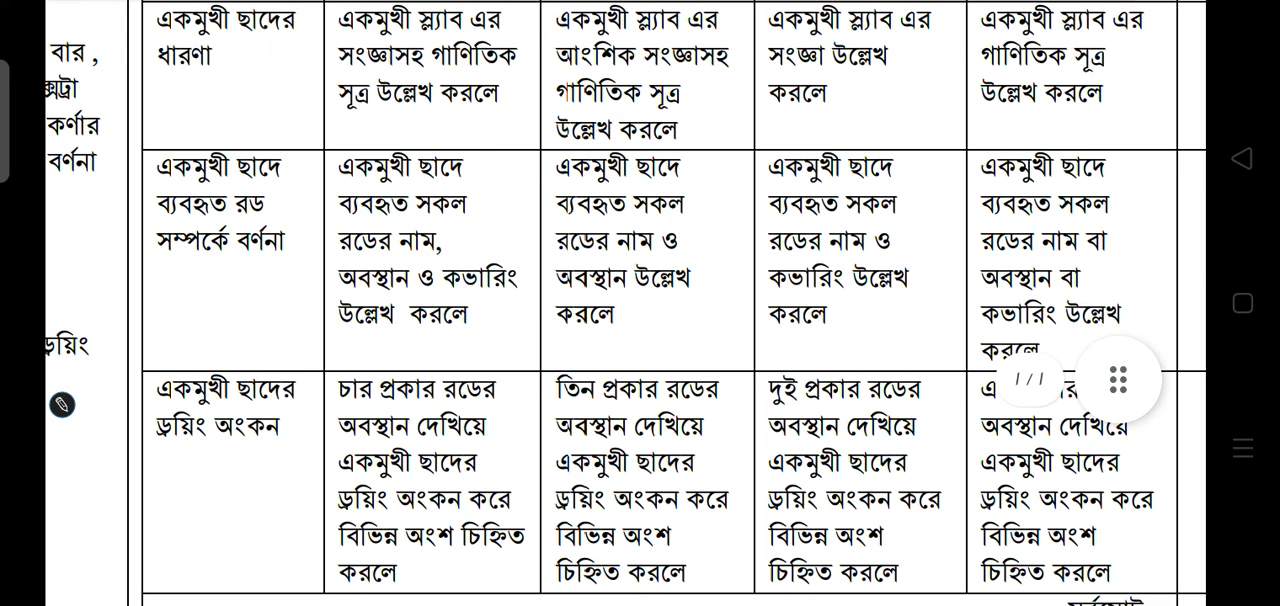 বার ,
কর্ণার
বর্ণনা
একমুখী ছাদের
ধারণা
একমুখী স্ল্যাব এর
সংজ্ঞাসহ গাণিতিক
সূত্র উল্লেখ করলে
একমুখী স্ল্যাব এর
আংশিক সংজ্ঞাসহ
গাণিতিক সূত্র
উল্লেখ করলে
একমুখী স্ল্যাব এর
সংজ্ঞা উল্লেখ
করলে
একমুখী স্ল্যাব এর
গাণিতিক সূত্র
উল্লেখ করলে
একমুখী ছাদে
ব্যবহৃত রড
সম্পর্কে বর্ণনা
একমুখী ছাদে
ব্যবহৃত সকল
রডের নাম,
অবস্থান ও কভারিং
উল্লেখ করলে
একমুখী ছাদে
ব্যবহৃত সকল
রডের নাম ও
অবস্থান উল্লেখ
করলে
একমুখী ছাদে
ব্যবহৃত সকল
রডের নাম ও
কভারিং উল্লেখ
করলে
একমুখী ছাদে
ব্যবহৃত সকল
রডের নাম বা
অবস্থান বা
কভারিং উল্লেখ
করলে
একমুখী ছাদের
ড্রয়িং অংকন
চার প্রকার রডের
অবস্থান দেখিয়ে
একমুখী ছাদের
ড্রয়িং অংকন করে
বিভিন্ন অংশ চিহ্নিত
করলে
তিন প্রকার রডের
অবস্থান দেখিয়ে
একমুখী ছাদের
ড্রয়িং অংকন করে
বিভিন্ন অংশ
চিহ্নিত করলে
দুই প্রকার রডের
অবস্থান দেখিয়ে
একমুখী ছাদের
ড্রয়িং অংকন করে
বিভিন্ন অংশ
চিহ্নিত করলে
অবস্থান দেখিয়ে
একমুখী ছাদের
ড্রয়িং অংকন করে
বিভিন্ন অংশ
চিহ্নিত করলে
1 / 1